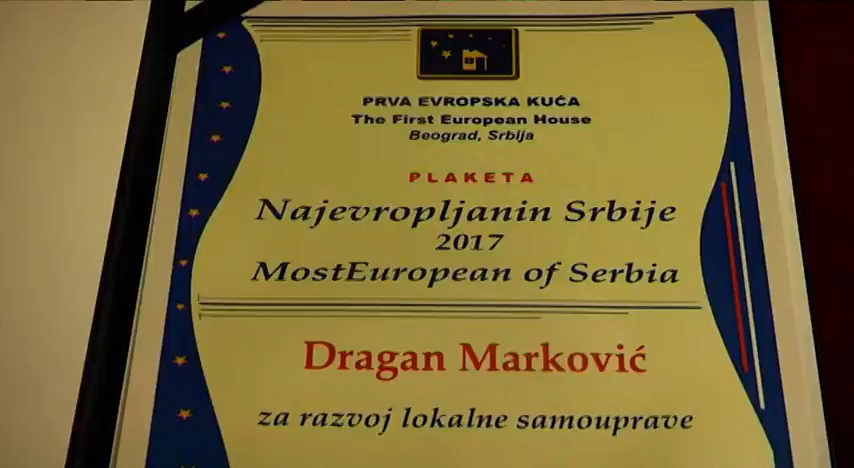 PRVA EVROPSKA KUĆA
The First European House
Beograd, Srbija
PLAKETA
Najevropljanin Srbije
2017
MostEuropean of Serbia
Dragan Marković
za razvoj lokalne samouprave